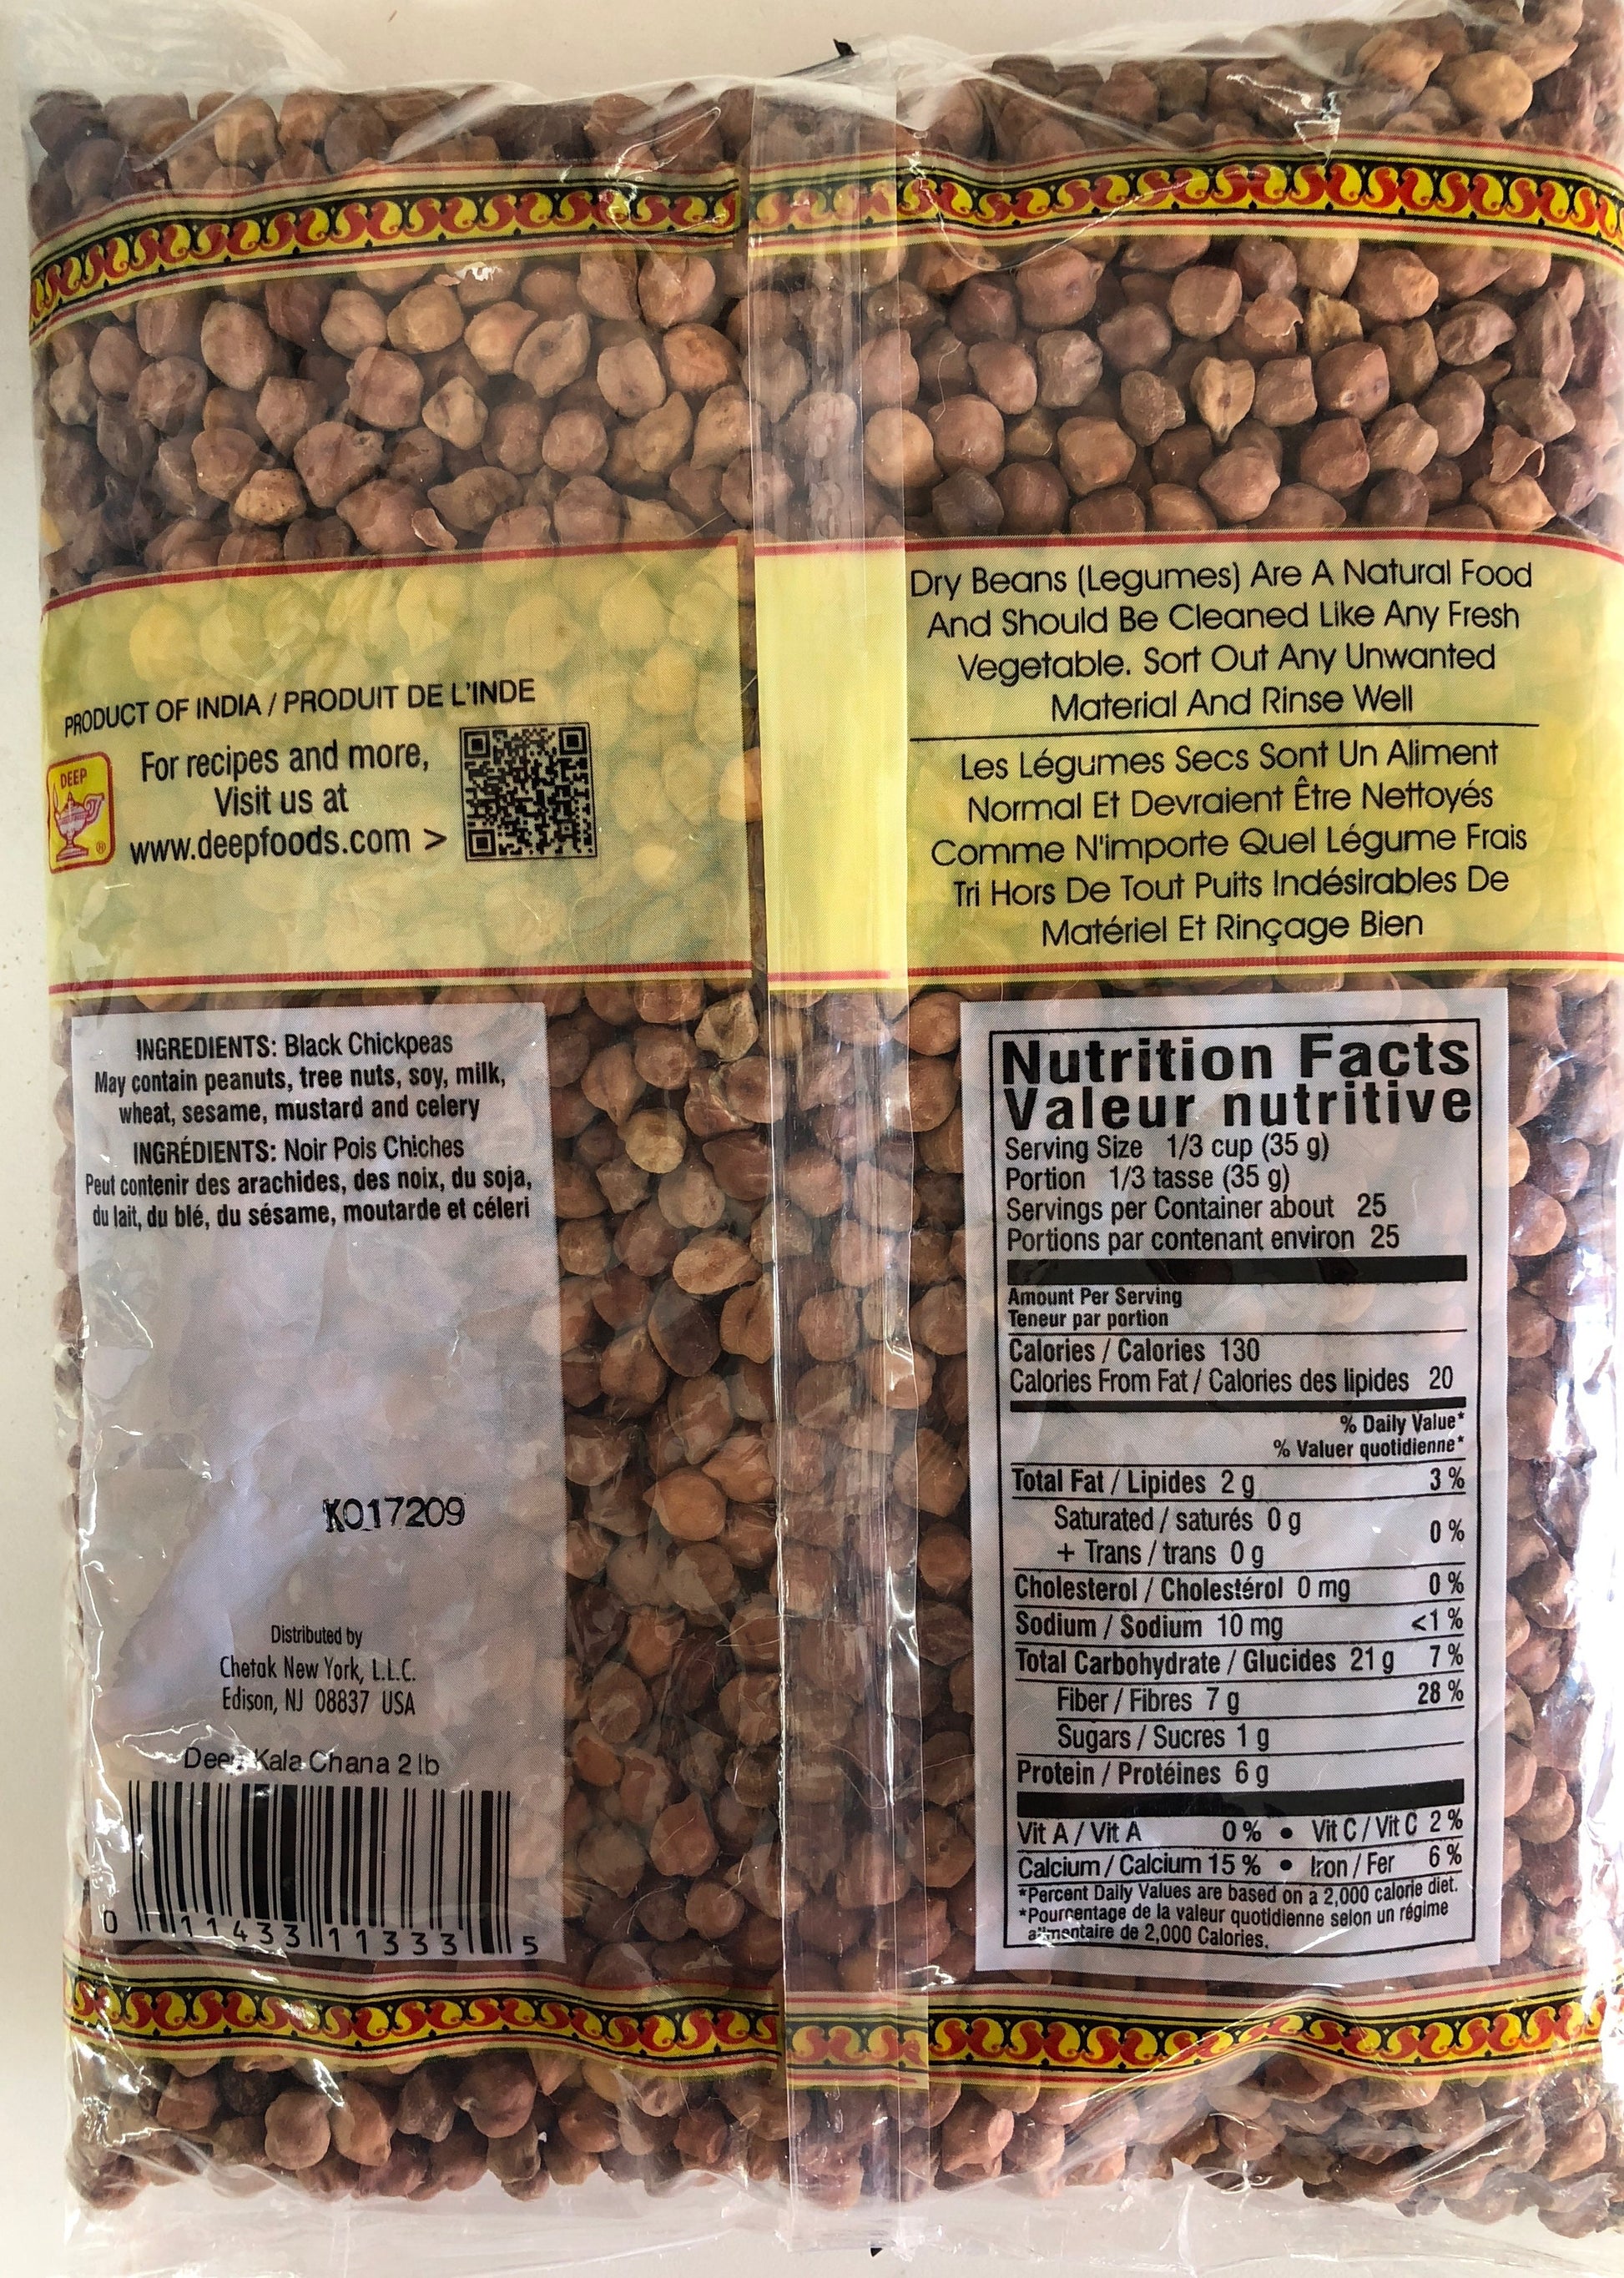 PRODUCT OF INDIA / PRODUIT DE L'INDE
DEEP
®
For recipes and more,
Visit us at
www.deepfoods.com >
Dry Beans (Legumes) Are A Natural Food
And Should Be Cleaned Like Any Fresh
Vegetable. Sort Out Any Unwanted
Material And Rinse Well
Les Légumes Secs Sont Un Aliment
Normal Et Devraient Être Nettoyés
Comme N'importe Quel Légume Frais
Tri Hors De Tout Puits Indésirables De
Matériel Et Rinçage Bien
INGREDIENTS: Black Chickpeas
May contain peanuts, tree nuts, soy, milk,
wheat, sesame, mustard and celery
INGRÉDIENTS: Noir Pois Chiches
Peut contenir des arachides, des noix, du soja,
du lait, du blé, du sésame, moutarde et céleri
KO17209
Distributed by
Chetak New York, L.L.C.
Edison, NJ 08837 USA
Deep Kala Chana 2 lb
0 11433 11333 5
Nutrition Facts
Valeur nutritive
Serving Size 1/3 cup (35 g)
Portion 1/3 tasse (35 g)
Servings per Container about 25
Portions par contenant environ 25
Amount Per Serving
Teneur par portion
Calories / Calories 130
Calories From Fat / Calories des lipides 20
% Daily Value*
% Valuer quotidienne*
Total Fat / Lipides 2 g 3 %
Saturated / saturés 0 g
+ Trans / trans 0 g 0 %
Cholesterol / Cholestérol 0 mg 0 %
Sodium / Sodium 10 mg <1 %
Total Carbohydrate / Glucides 21 g 7 %
Fiber / Fibres 7 g 28 %
Sugars / Sucres 1 g
Protein / Protéines 6 g
Vit A / Vit A 0 % • Vit C / Vit C 2 %
Calcium / Calcium 15 % • Iron / Fer 6 %
*Percent Daily Values are based on a 2,000 calorie diet.
*Pourcentage de la valeur quotidienne selon un régime
alimentaire de 2,000 Calories.